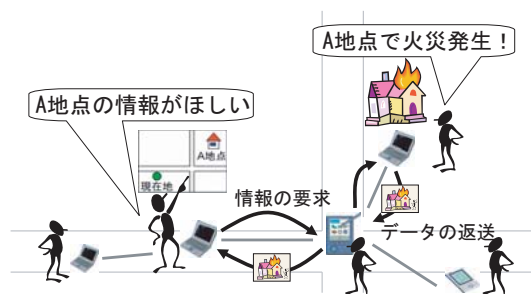 A地点で火災発生！
A地点の情報がほしい
A地点
現在地
情報の要求
データの返送